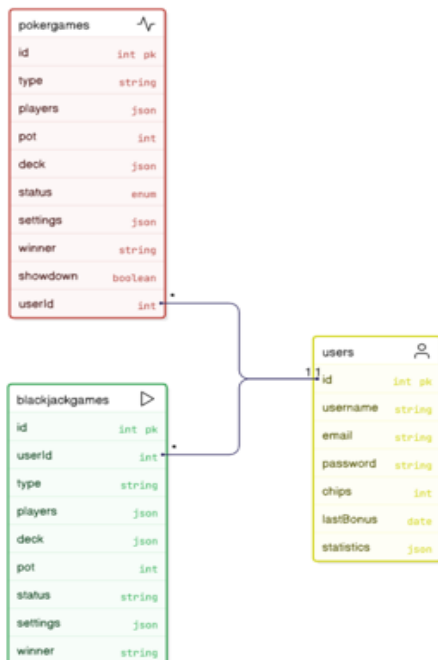 pokergames
id int pk
type string
players json
pot int
deck json
status enum
settings json
winner string
showdown boolean
userId int *
users
1 1 id int pk
username string
email string
password string
chips int
lastBonus date
statistics json
blackjackgames
id int pk
userId int *
type string
players json
deck json
pot int
status string
settings json
winner string